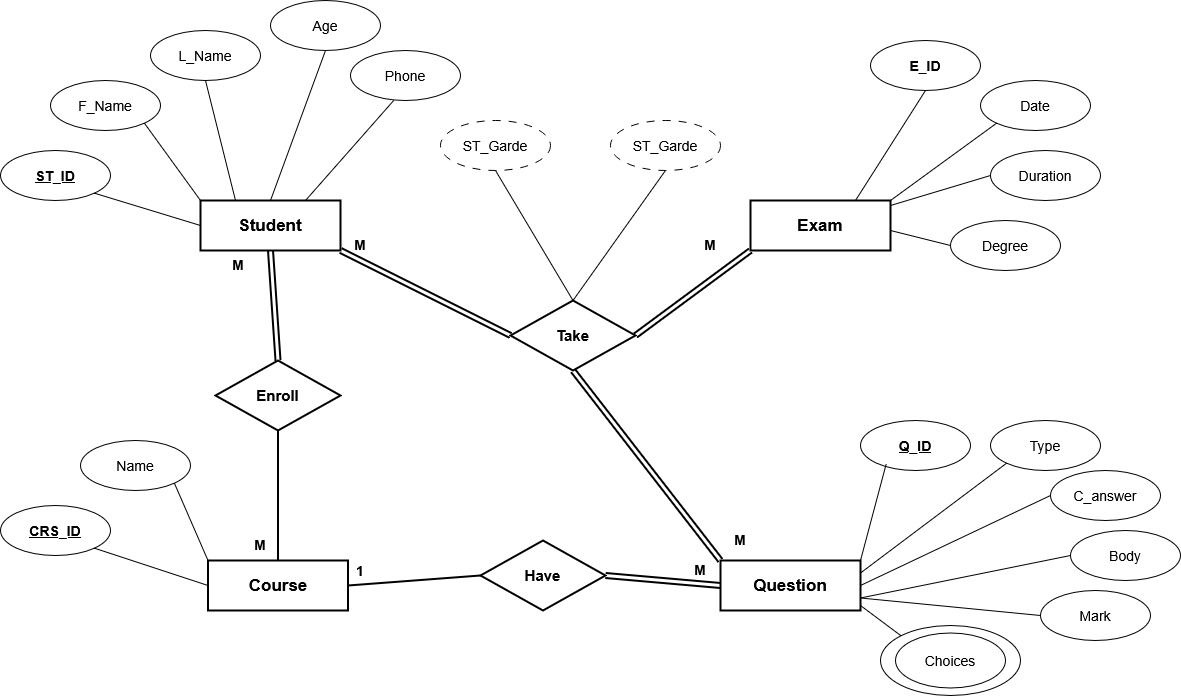 Age
L_Name
Phone
F_Name
ST_ID
E_ID
Date
ST_Garde
ST_Garde
Duration
Student
Exam
Degree
M
M
M
Take
Enroll
Q_ID
Type
Name
C_answer
CRS_ID
M
M
Body
1
M
Course
Have
Question
Mark
Choices